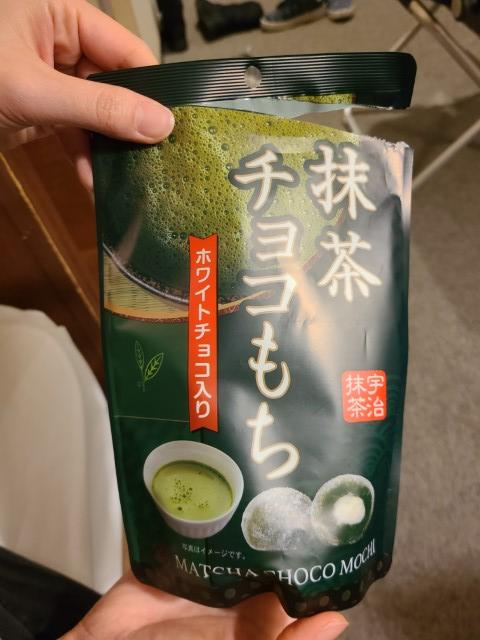 抹茶
チョコもち
ホワイトチョコ入り
宇治
抹茶
写真はイメージです。
MATCHA CHOCO MOCHI